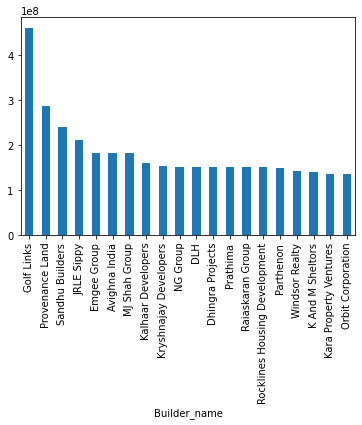 1e8
4
3
2
1
0
Golf Links
Provenance Land
Sandhu Builders
JRLE Sippy
Emgee Group
Avighna India
MJ Shah Group
Kalhaar Developers
Kryshnajay Developers
NG Group
DLH
Dhingra Projects
Prathima
Raiaskaran Group
Rocklines Housing Development
Parthenon
Windsor Realty
K And M Sheltors
Kara Property Ventures
Orbit Corporation
Builder_name